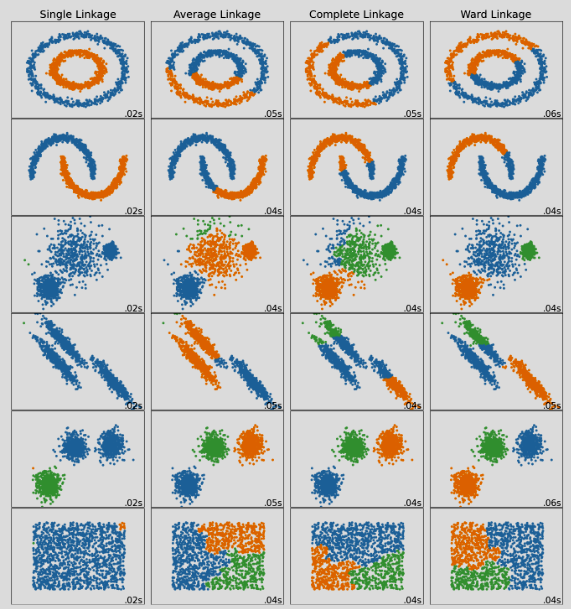 Single Linkage Average Linkage Complete Linkage Ward Linkage
.02s .05s .05s .06s
.02s .04s .04s .04s
.02s .04s .04s .04s
.02s .05s .04s .05s
.02s .05s .04s .06s
.02s .04s .04s .04s